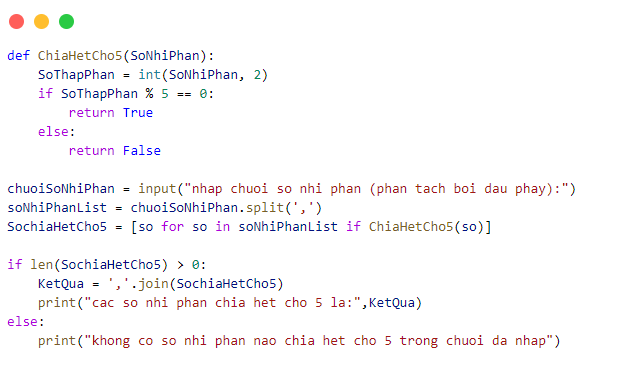 def ChiaHetCho5(SoNhiPhan):
    SoThapPhan = int(SoNhiPhan, 2)
    if SoThapPhan % 5 == 0:
        return True
    else:
        return False

chuoiSoNhiPhan = input("nhap chuoi so nhi phan (phan tach boi dau phay):")
soNhiPhanList = chuoiSoNhiPhan.split(',')
SochiaHetCho5 = [so for so in soNhiPhanList if ChiaHetCho5(so)]

if len(SochiaHetCho5) > 0:
    KetQua = ','.join(SochiaHetCho5)
    print("cac so nhi phan chia het cho 5 la:",KetQua)
else:
    print("khong co so nhi phan nao chia het cho 5 trong chuoi da nhap")